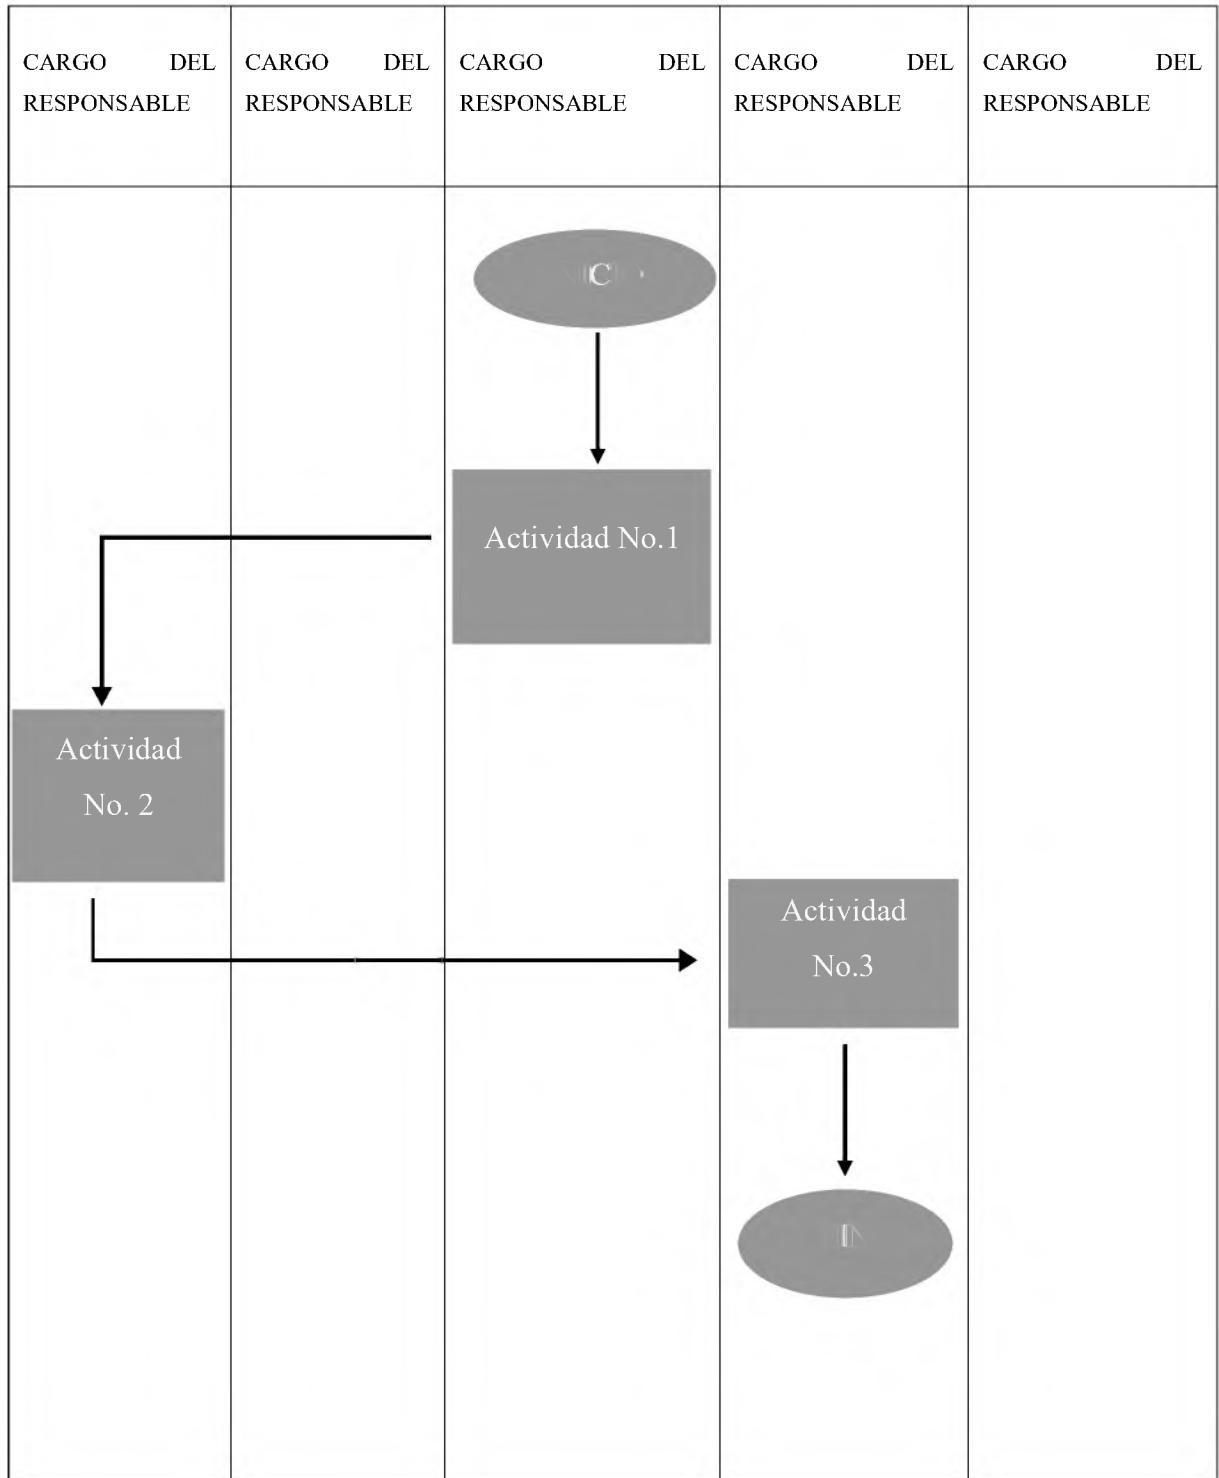 CARGO DEL
RESPONSABLE
CARGO DEL
RESPONSABLE
CARGO DEL
RESPONSABLE
CARGO DEL
RESPONSABLE
CARGO DEL
RESPONSABLE
Actividad No.1
Actividad
No. 2
Actividad
No.3